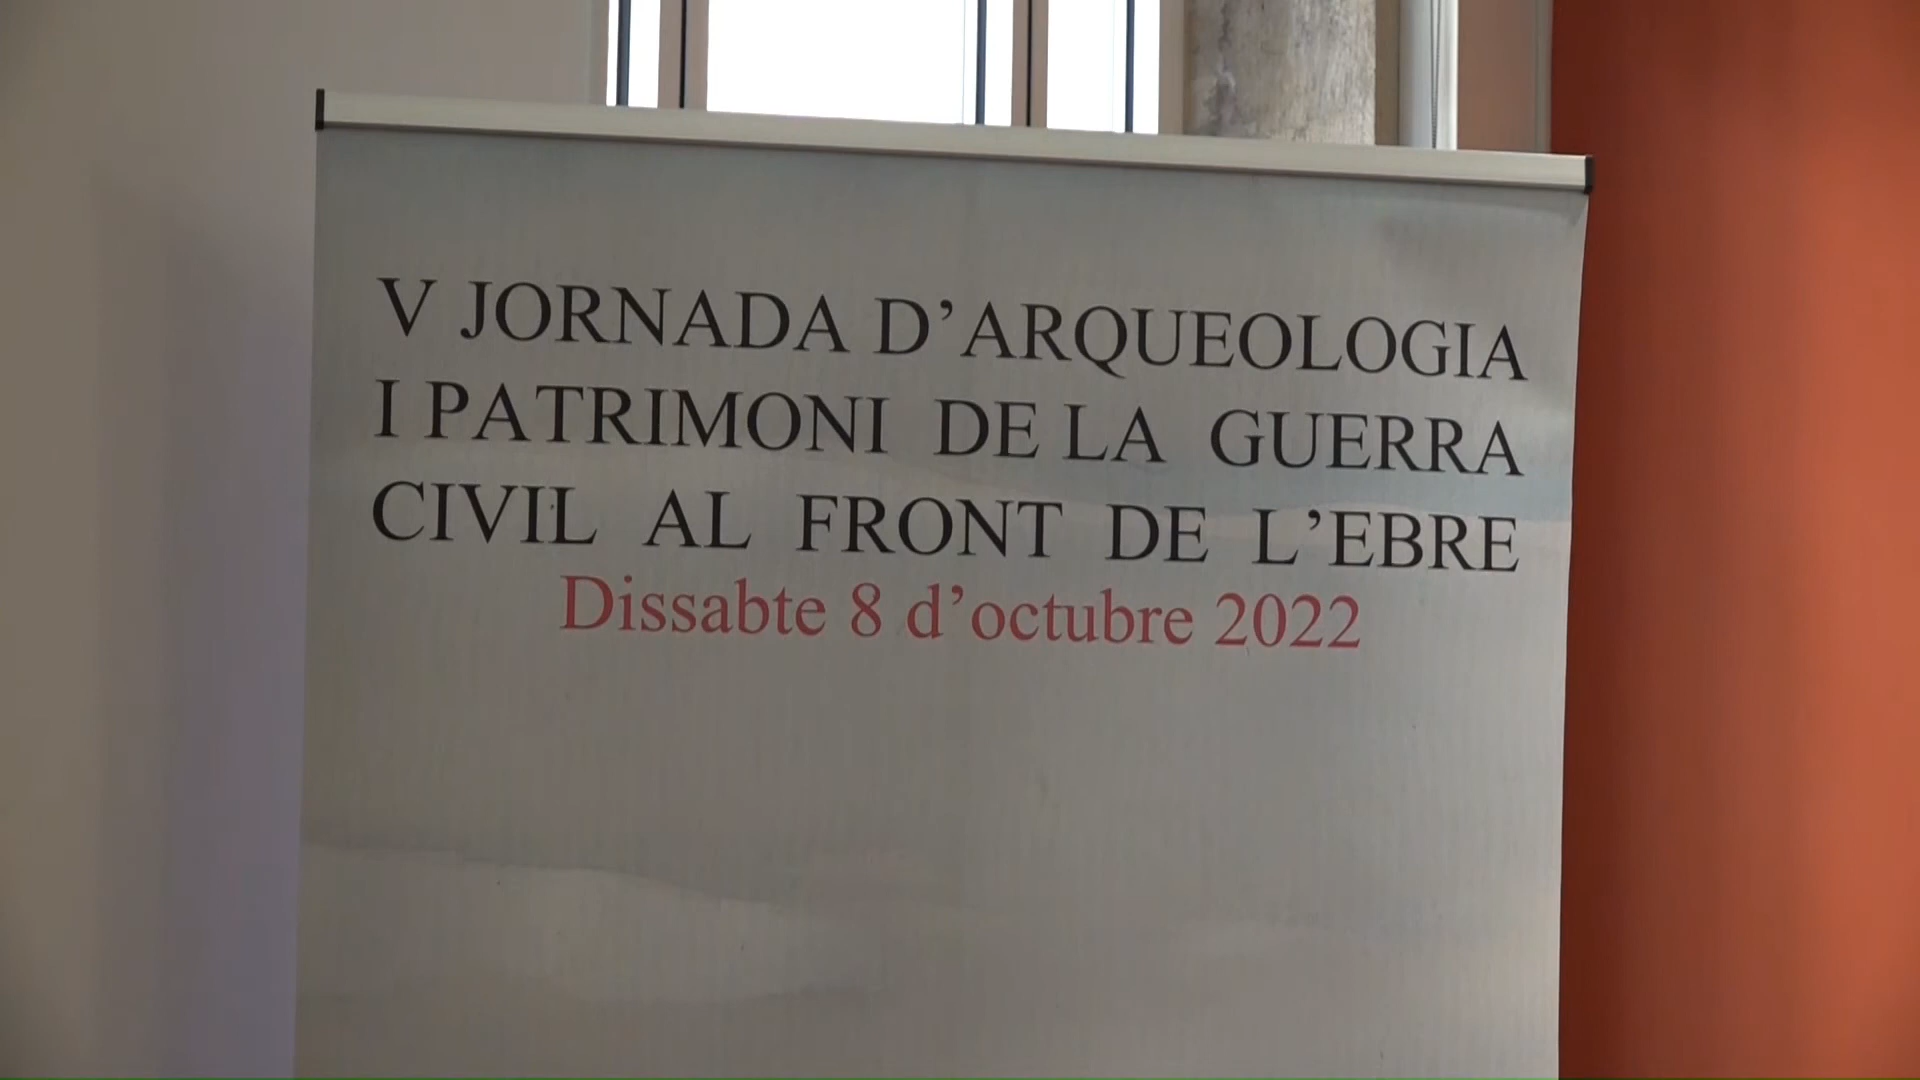 V JORNADA D’ARQUEOLOGIA
I PATRIMONI DE LA GUERRA
CIVIL AL FRONT DE L’EBRE
Dissabte 8 d’octubre 2022